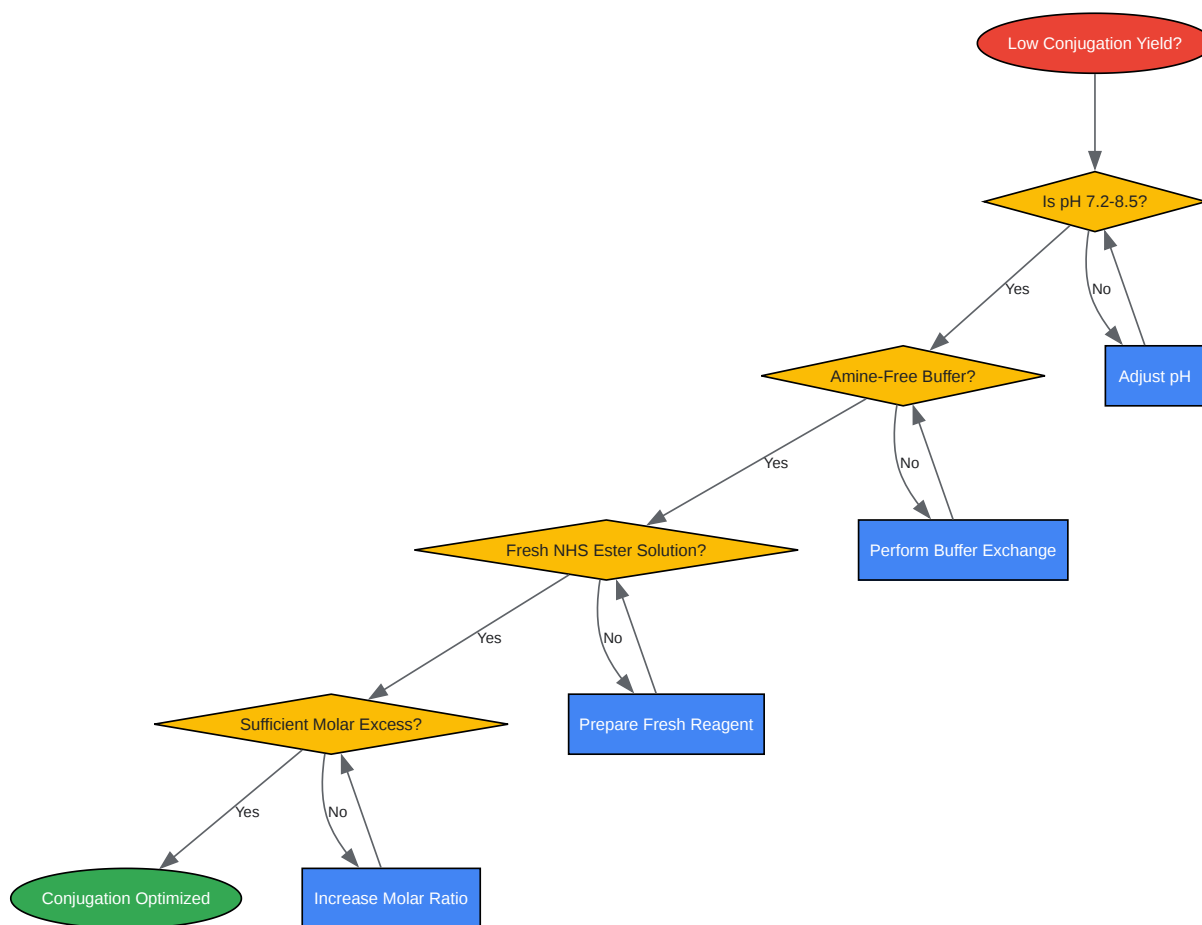 Low Conjugation Yield?
Is pH 7.2-8.5?
Yes
No
Amine-Free Buffer?
Adjust pH
Yes
No
Fresh NHS Ester Solution?
Perform Buffer Exchange
Yes
No
Sufficient Molar Excess?
Prepare Fresh Reagent
Yes
No
Conjugation Optimized
Increase Molar Ratio